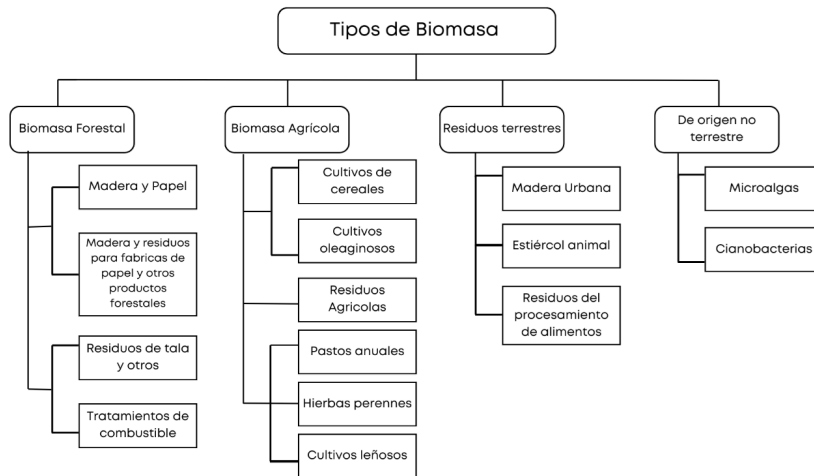 Tipos de Biomasa
Biomasa Forestal
Biomasa Agrícola
Residuos terrestres
De origen no
terrestre
Madera y Papel
Madera y residuos
para fabricas de
papel y otros
productos
forestales
Residuos de tala
y otros
Tratamientos de
combustible
Cultivos de
cereales
Cultivos
oleaginosos
Residuos
Agricolas
Pastos anuales
Hierbas perennes
Cultivos leñosos
Madera Urbana
Estiércol animal
Residuos del
procesamiento
de alimentos
Microalgas
Cianobacterias